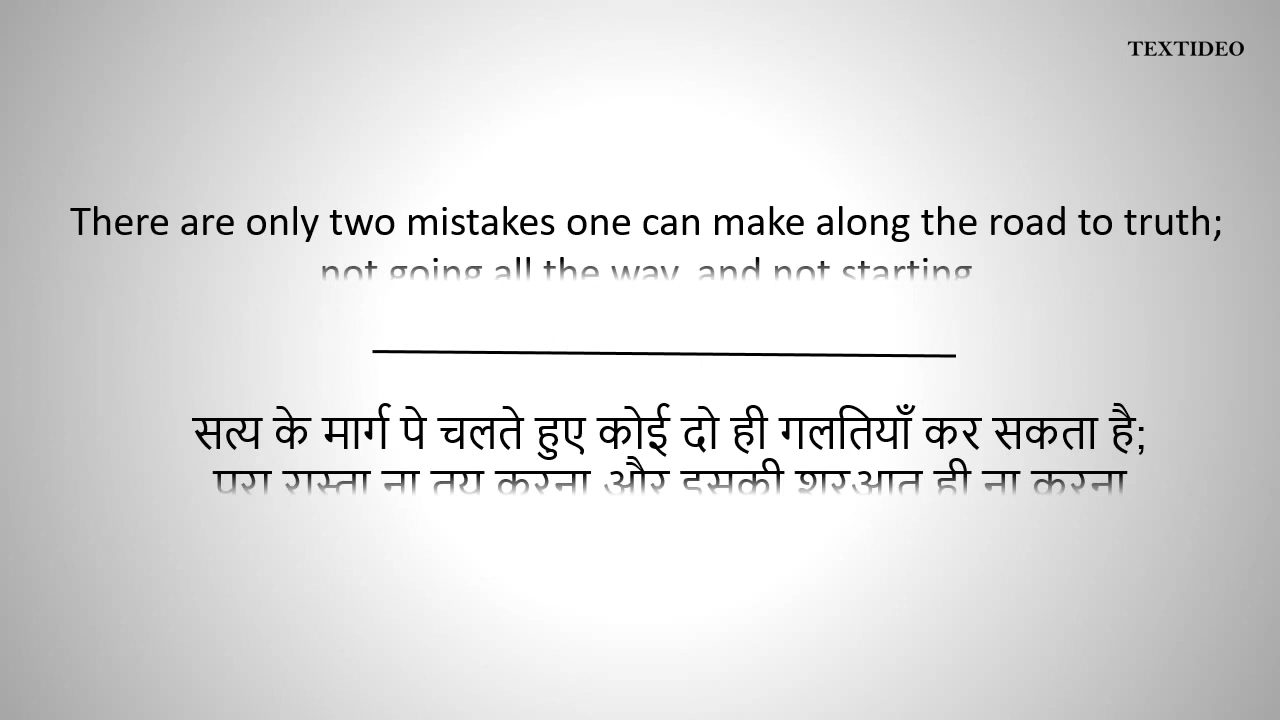 TEXTIDEO
There are only two mistakes one can make along the road to truth;
not going all the way, and not starting
सत्य के मार्ग पे चलते हुए कोई दो ही गलतियाँ कर सकता है;
पूरा रास्ता ना तय करना और इसकी शुरुआत ही ना करना